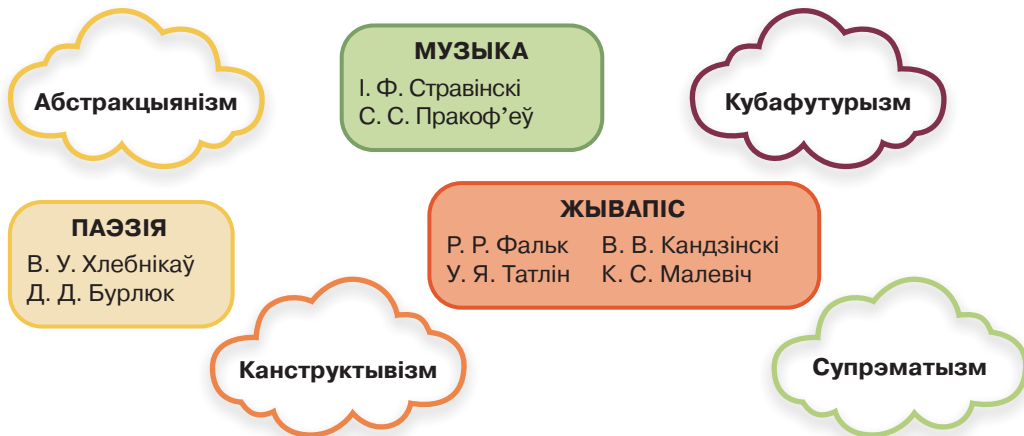 Абстракцыянізм
МУЗЫКА
І. Ф. Стравінскі
С. С. Пракоф’еў
Кубафутурызм
ПАЭЗІЯ
В. У. Хлебнікаў
Д. Д. Бурлюк
ЖЫВАПІС
Р. Р. Фальк В. В. Кандзінскі
У. Я. Татлін К. С. Малевіч
Канструктывізм
Супрэматызм